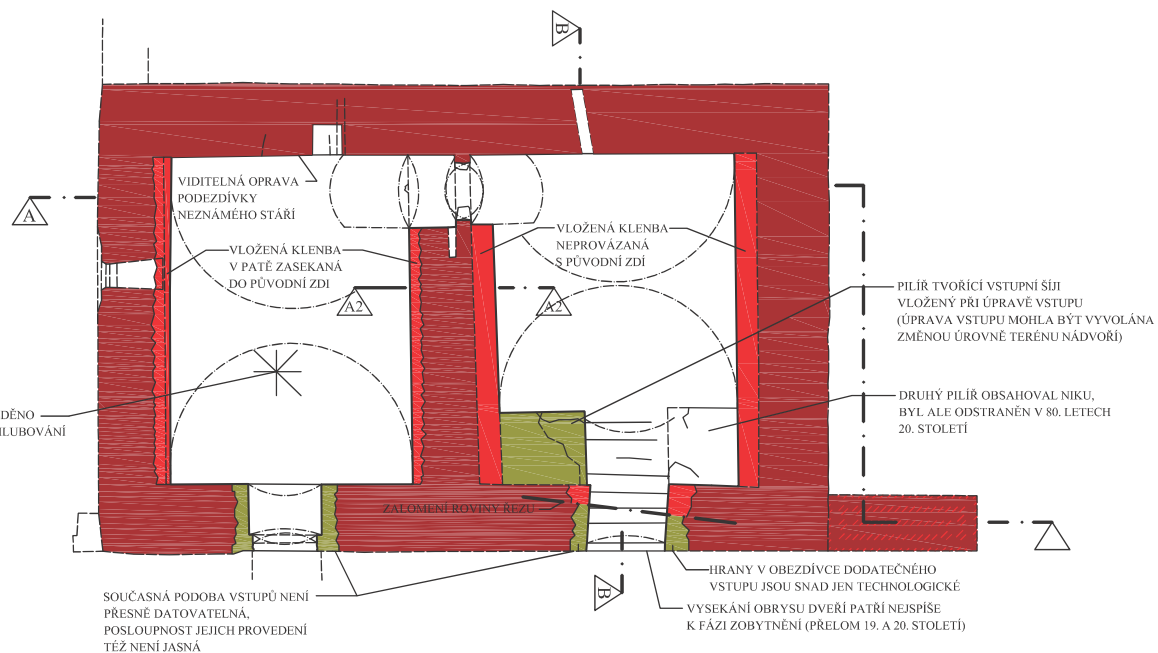 B
VIDITELNÁ OPRAVA
PODEZDÍVKY
NEZNÁMÉHO STÁŘÍ
A
VLOŽENÁ KLENBA
V PATĚ ZASEKANÁ
DO PŮVODNÍ ZDI
VLOŽENÁ KLENBA
NEPROVÁZANÁ
S PŮVODNÍ ZDÍ
A2
A2
PILÍŘ TVOŘÍCÍ VSTUPNÍ ŠÍJI
VLOŽENÝ PŘI ÚPRAVĚ VSTUPU
(ÚPRAVA VSTUPU MOHLA BÝT VYVOLÁNA
ZMĚNOU ÚROVNĚ TERÉNU NÁDVOŘÍ)
DĚNO
HLUBOVÁNÍ
DRUHÝ PILÍŘ OBSAHOVAL NIKU,
BYL ALE ODSTRANĚN V 80. LETECH
20. STOLETÍ
ZALOMENÍ ROVINY ŘEZU
HRANY V OBEZDÍVCE DODATEČNÉHO
VSTUPU JSOU SNAD JEN TECHNOLOGICKÉ
B
SOUČASNÁ PODOBA VSTUPŮ NENÍ
PŘESNĚ DATOVATELNÁ,
POSLOUPNOST JEJICH PROVEDENÍ
TÉŽ NENÍ JASNÁ
VYSEKÁNÍ OBRYSU DVEŘÍ PATŘÍ NEJSPÍŠE
K FÁZI ZOBYTNĚNÍ (PŘELOM 19. A 20. STOLETÍ)